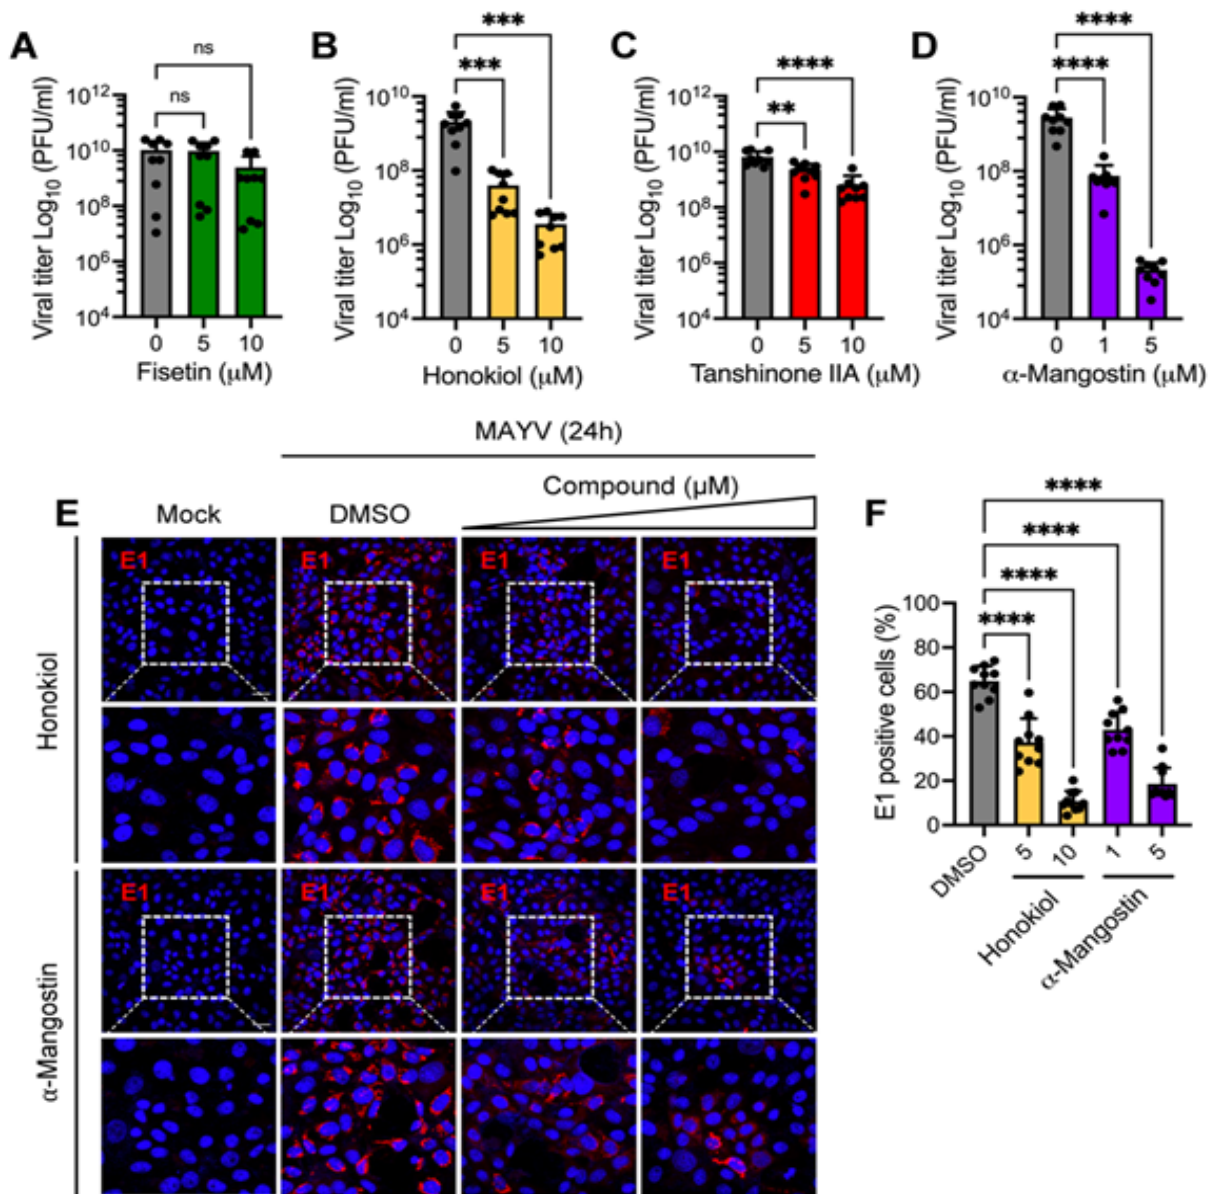 A
ns
ns
Viral titer Log10 (PFU/ml)
10^12
10^10
10^8
10^6
10^4
0 5 10
Fisetin (μM)
B
***
***
Viral titer Log10 (PFU/ml)
10^10
10^8
10^6
10^4
0 5 10
Honokiol (μM)
C
****
**
Viral titer Log10 (PFU/ml)
10^12
10^10
10^8
10^6
10^4
0 5 10
Tanshinone IIA (μM)
D
****
****
Viral titer Log10 (PFU/ml)
10^10
10^8
10^6
10^4
0 1 5
α-Mangostin (μM)
E
MAYV (24h)
Compound (μM)
Mock DMSO
Honokiol
E1 E1 E1 E1
α-Mangostin
E1 E1 E1 E1
F
****
****
****
****
E1 positive cells (%)
100
80
60
40
20
0
DMSO 5 10 1 5
Honokiol
α-Mangostin